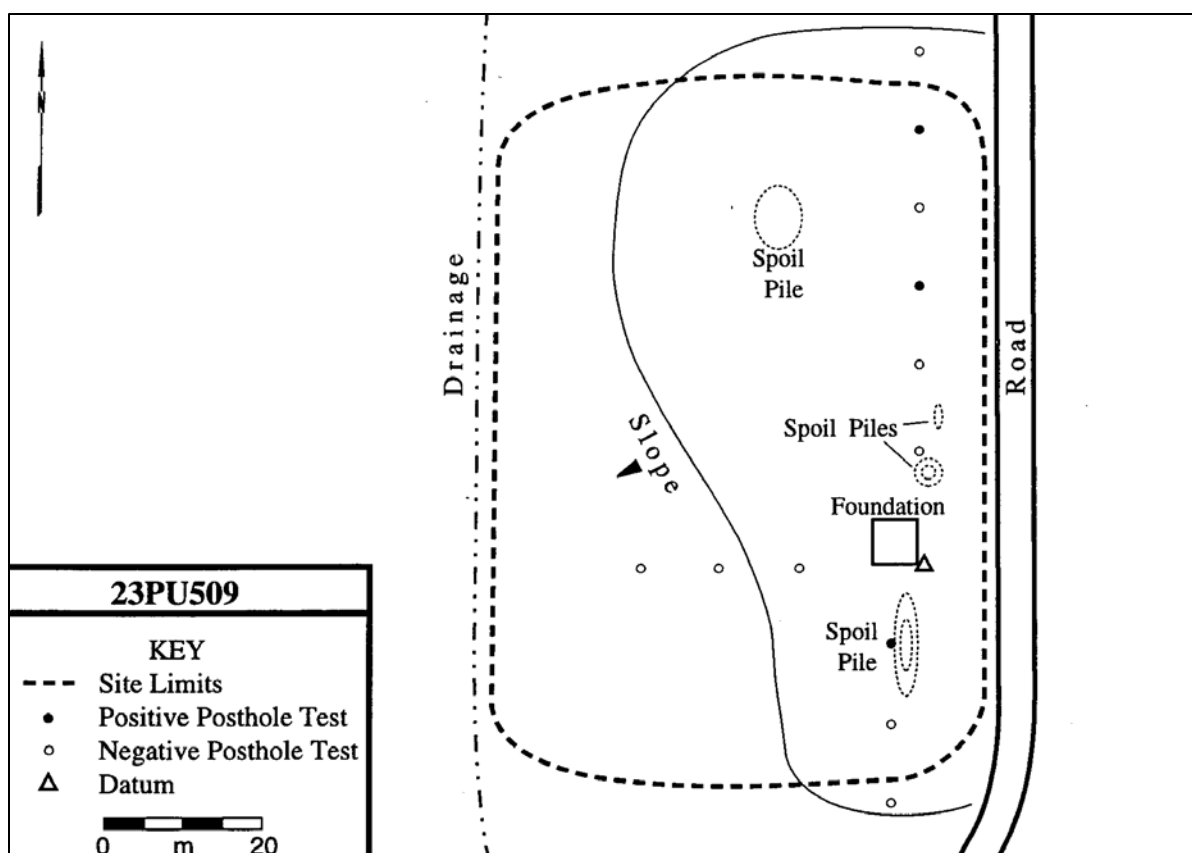 N
Drainage
Spoil
Pile
Road
Slope
Spoil Piles
Foundation
Spoil
Pile
23PU509
KEY
Site Limits
Positive Posthole Test
Negative Posthole Test
Datum
0 m 20